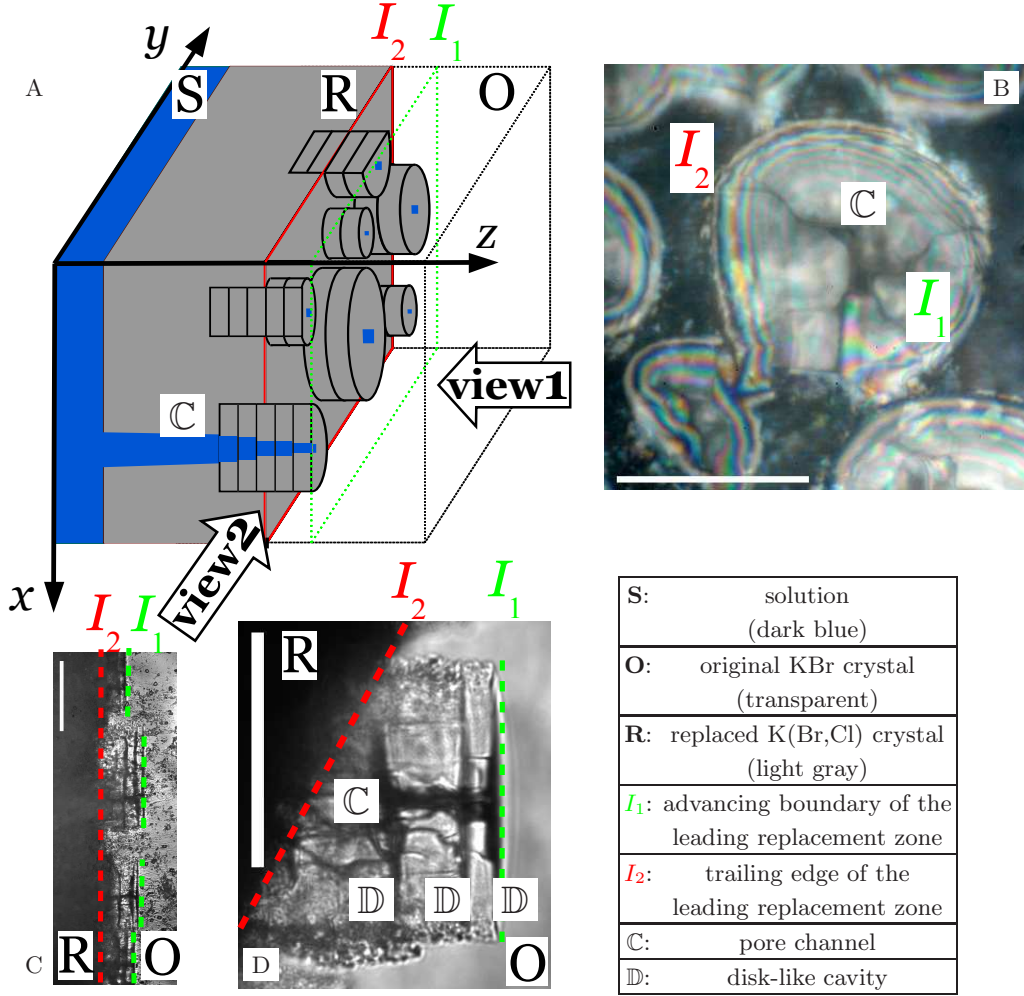 A
y
S
R
I₂
I₁
O
z
view1
ℂ
view2
x
B
I₂
ℂ
I₁
I₂
I₁
R
O
C
I₂
I₁
R
ℂ
𝔻
𝔻
𝔻
D
O
S: solution
(dark blue)
O: original KBr crystal
(transparent)
R: replaced K(Br,Cl) crystal
(light gray)
I₁: advancing boundary of the
leading replacement zone
I₂: trailing edge of the
leading replacement zone
ℂ: pore channel
𝔻: disk-like cavity